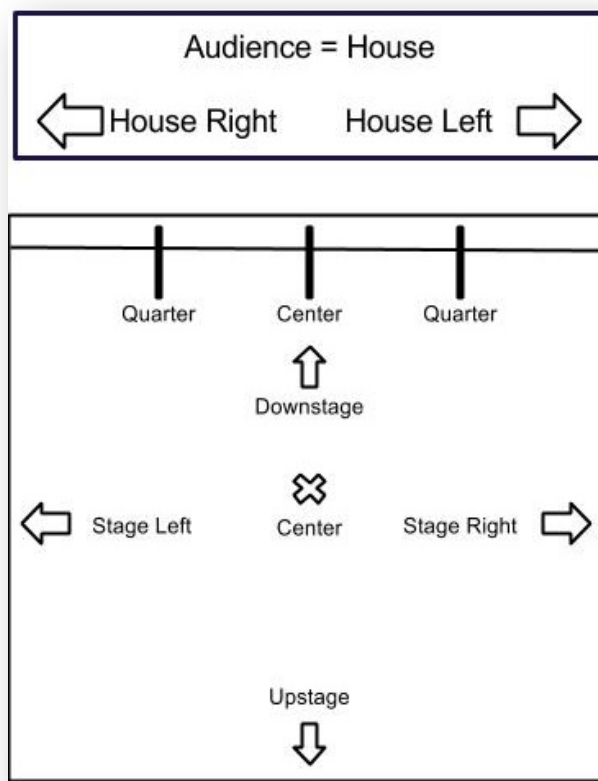 Audience = House
House Right House Left
Quarter Center Quarter
Downstage
Stage Left Center Stage Right
Upstage